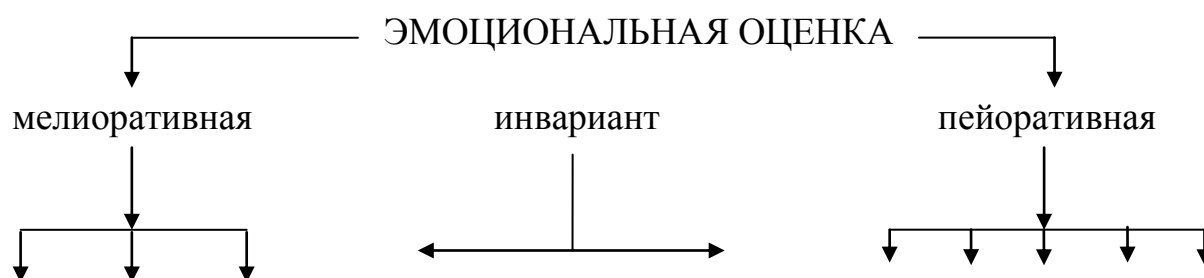 ЭМОЦИОНАЛЬНАЯ ОЦЕНКА
мелиоративная инвариант пейоративная